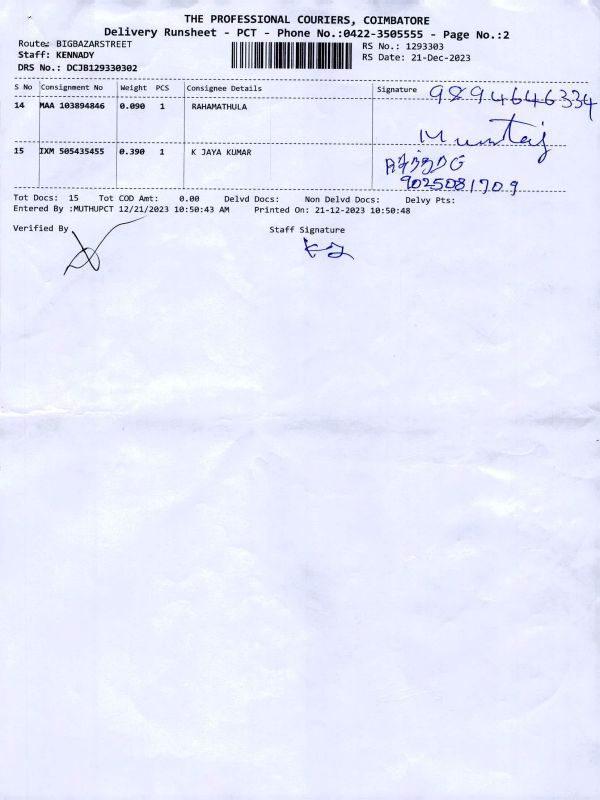 THE PROFESSIONAL COURIERS, COIMBATORE
Delivery Runsheet - PCT - Phone No.:0422-3505555 - Page No.:2
Route: BIGBAZARSTREET
RS No.: 1293303
Staff: KENNADY
RS Date: 21-Dec-2023
DRS No.: DCJB129330302
S No Consignment No Weight PCS Consignee Details Signature
9894646334
14 MAA 103894846 0.090 1 RAHAMATHULA
Mumtaj
15 IXM 505435455 0.390 1 K JAYA KUMAR
9025081709
Tot Docs: 15 Tot COD Amt: 0.00 Delvd Docs: Non Delvd Docs: Delvy Pts:
Entered By :MUTHUPCT 12/21/2023 10:50:43 AM Printed On: 21-12-2023 10:50:48
Verified By Staff Signature